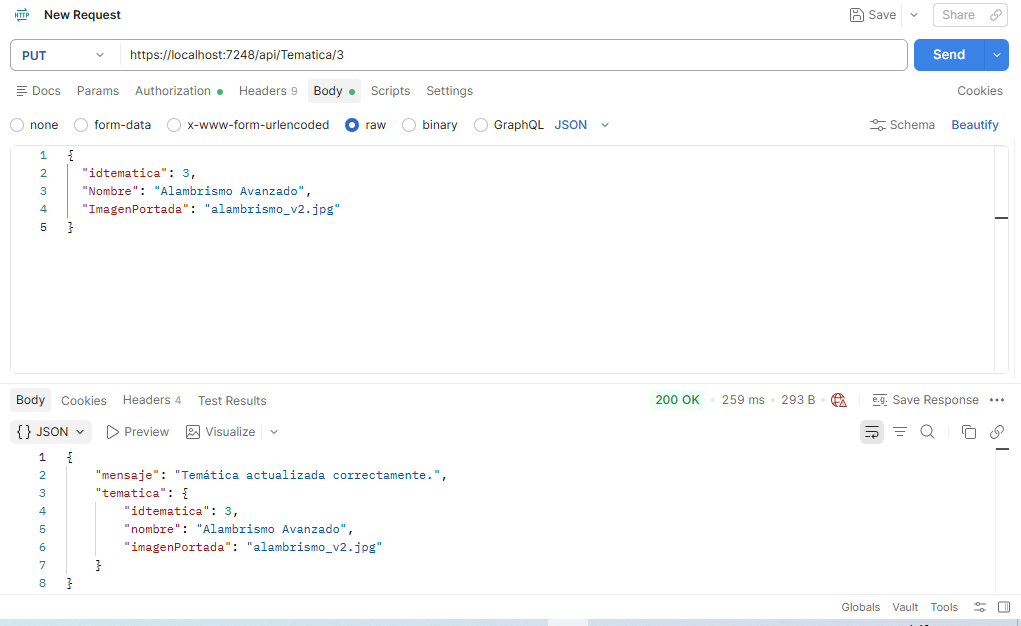 HTTP New Request Save Share
PUT https://localhost:7248/api/Tematica/3 Send
Docs Params Authorization Headers 9 Body Scripts Settings Cookies
none form-data x-www-form-urlencoded raw binary GraphQL JSON Schema Beautify
1 {
2 "idtematica": 3,
3 "Nombre": "Alambrismo Avanzado",
4 "ImagenPortada": "alambrismo_v2.jpg"
5 }
Body Cookies Headers 4 Test Results 200 OK • 259 ms • 293 B • e.g. Save Response •••
{} JSON Preview Visualize
1 {
2 "mensaje": "Temática actualizada correctamente.",
3 "tematica": {
4 "idtematica": 3,
5 "nombre": "Alambrismo Avanzado",
6 "imagenPortada": "alambrismo_v2.jpg"
7 }
8 }
Globals Vault Tools